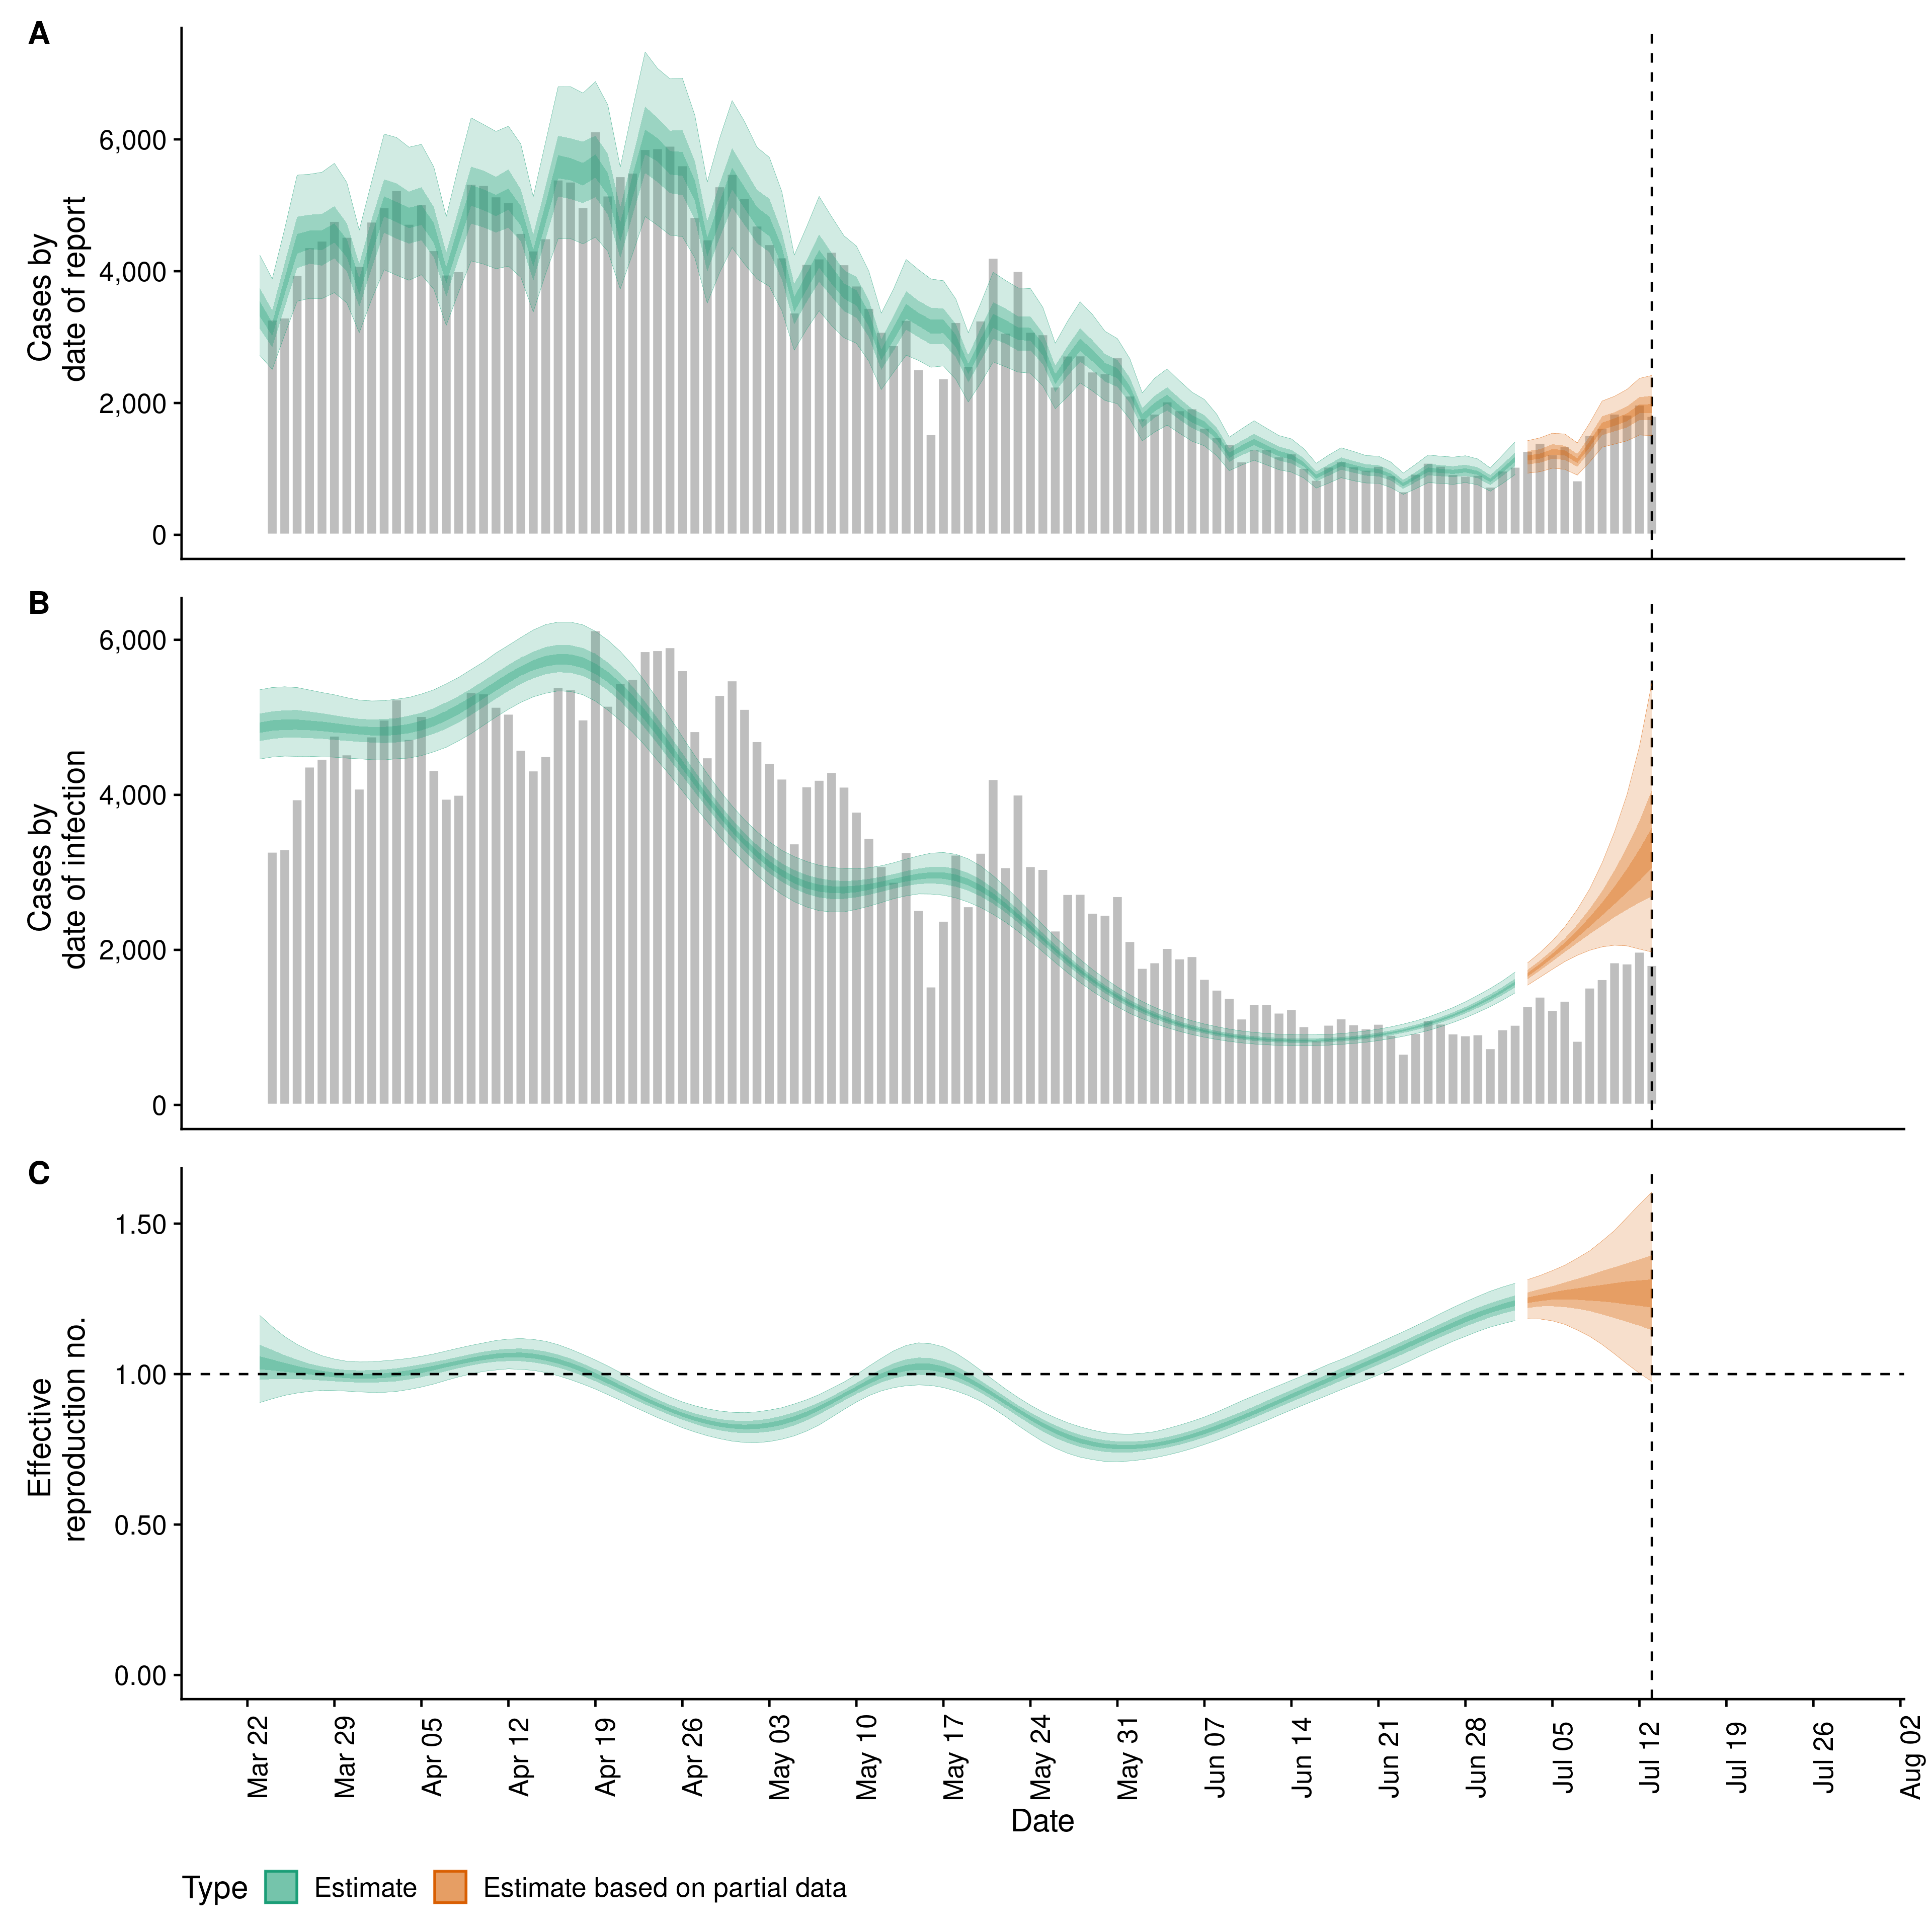 A
Cases by
date of report
6,000
4,000
2,000
0
B
Cases by
date of infection
6,000
4,000
2,000
0
C
Effective
reproduction no.
1.50
1.00
0.50
0.00
Mar 22
Mar 29
Apr 05
Apr 12
Apr 19
Apr 26
May 03
May 10
May 17
May 24
May 31
Jun 07
Jun 14
Jun 21
Jun 28
Jul 05
Jul 12
Jul 19
Jul 26
Aug 02
Date
Type
Estimate
Estimate based on partial data